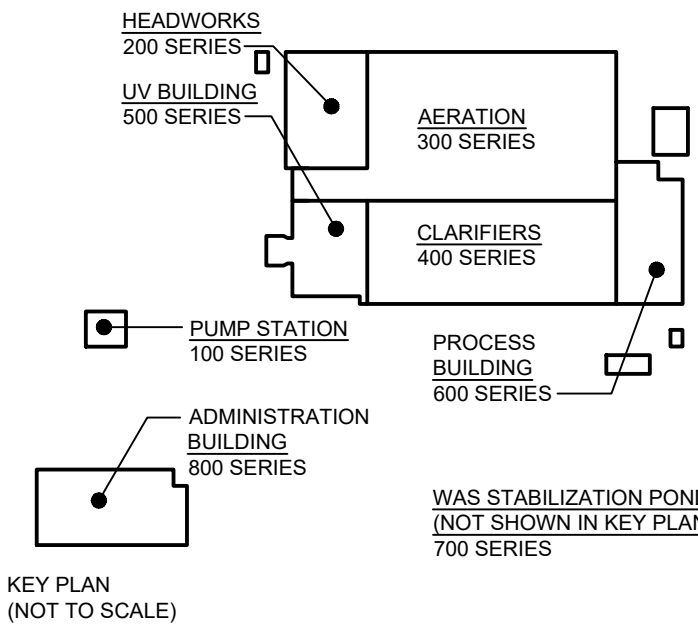 HEADWORKS
200 SERIES
UV BUILDING
500 SERIES
AERATION
300 SERIES
CLARIFIERS
400 SERIES
PUMP STATION
100 SERIES
PROCESS
BUILDING
600 SERIES
ADMINISTRATION
BUILDING
800 SERIES
WAS STABILIZATION POND
(NOT SHOWN IN KEY PLAN
700 SERIES
KEY PLAN
(NOT TO SCALE)